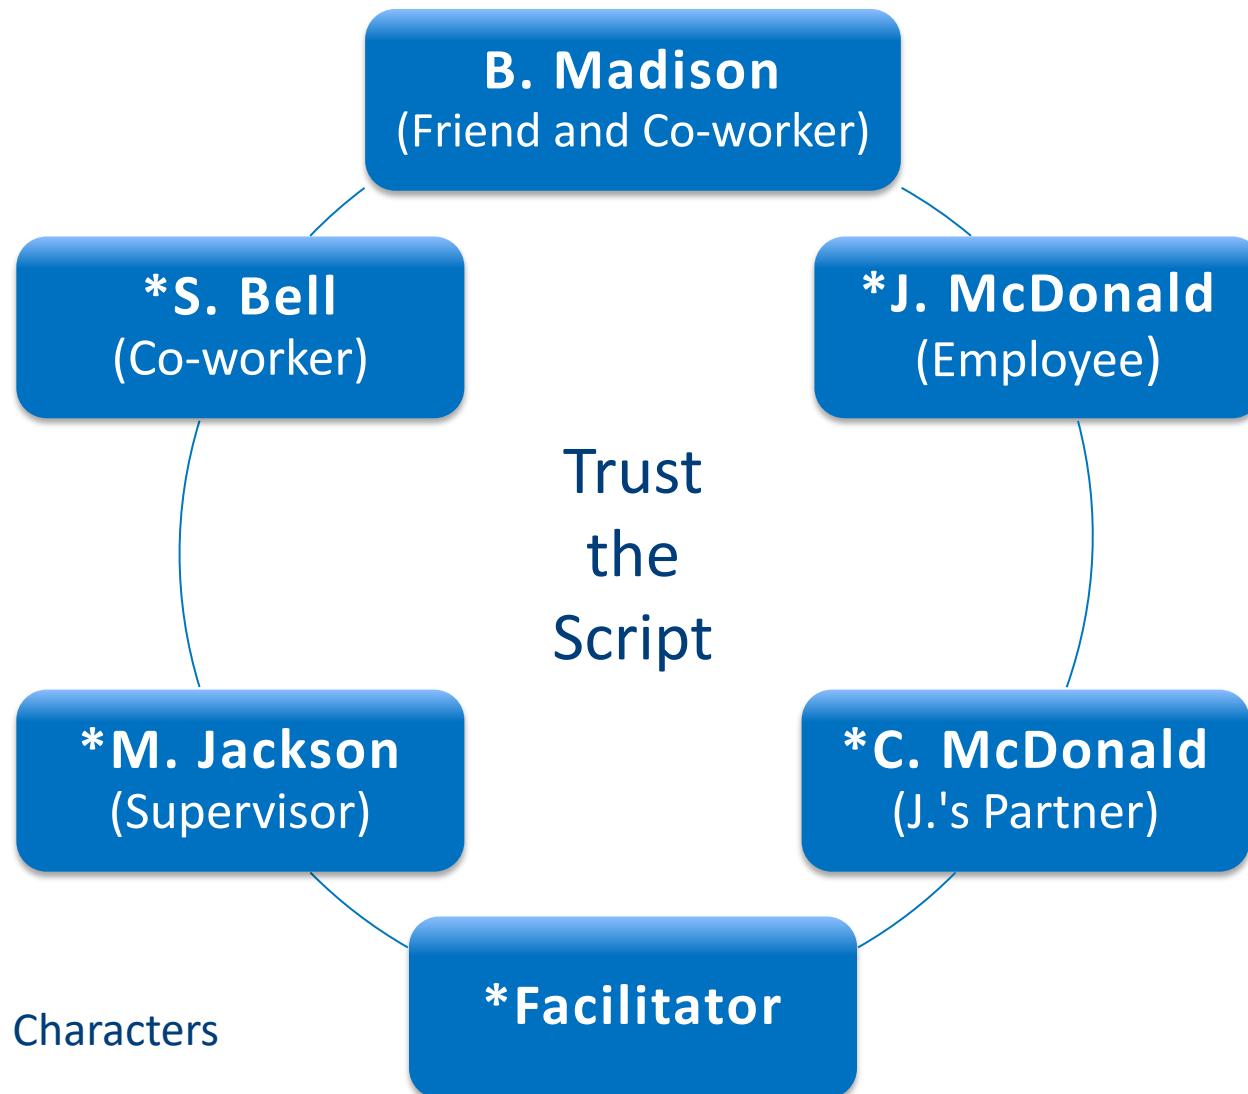 B. Madison
(Friend and Co-worker)
*S. Bell
(Co-worker)
*J. McDonald
(Employee)
Trust
the
Script
*M. Jackson
(Supervisor)
*C. McDonald
(J.'s Partner)
*Facilitator
Characters